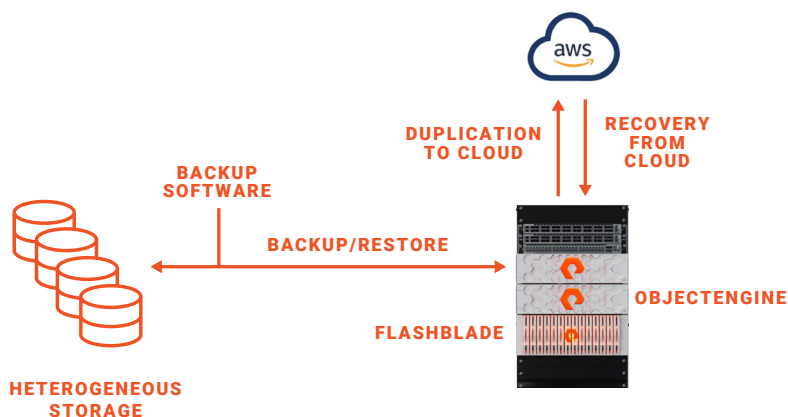 aws
DUPLICATION
TO CLOUD
RECOVERY
FROM
CLOUD
BACKUP
SOFTWARE
BACKUP/RESTORE
OBJECTENGINE
FLASHBLADE
HETEROGENEOUS
STORAGE